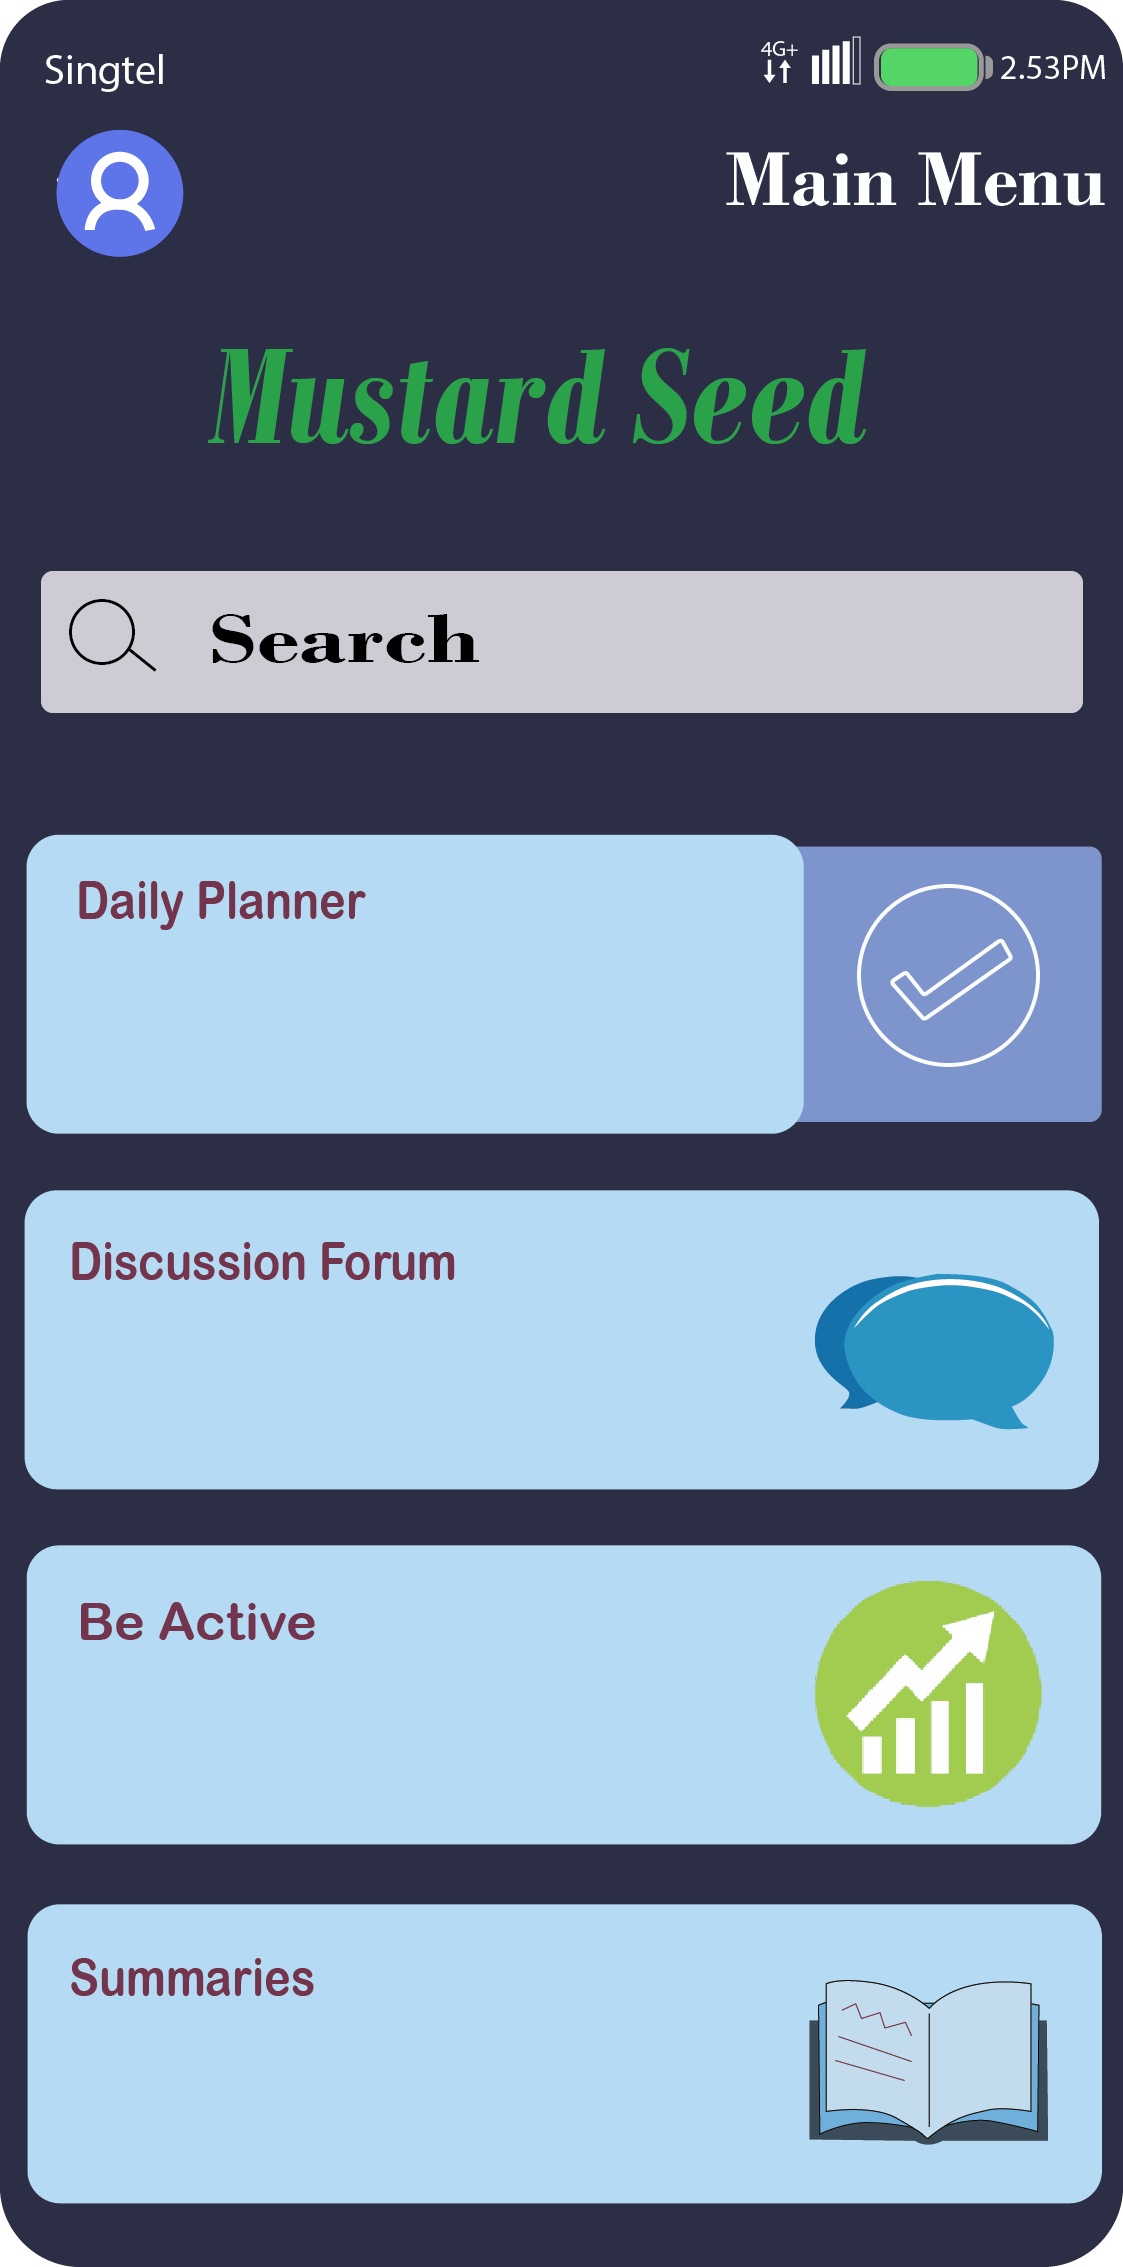 Singtel
4G+
2.53PM
Main Menu
Mustard Seed
Search
Daily Planner
Discussion Forum
Be Active
Summaries